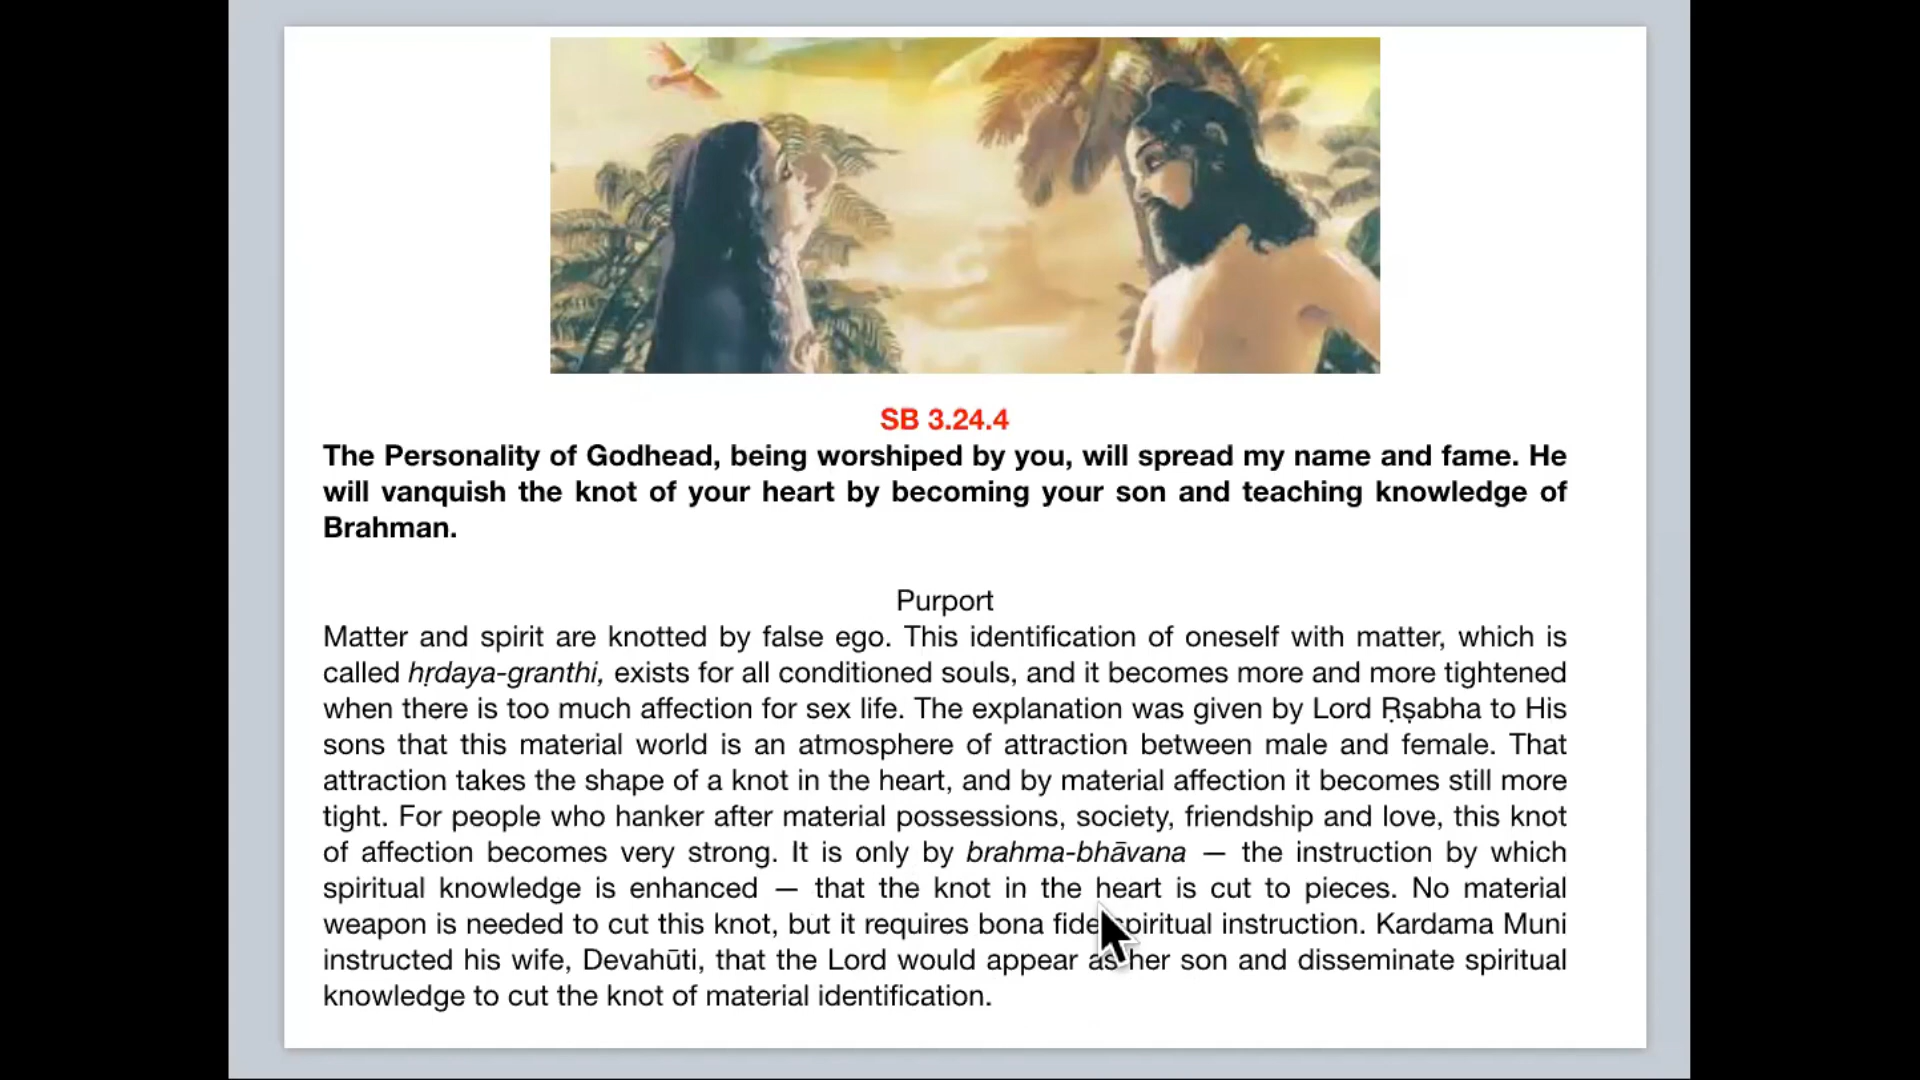 SB 3.24.4
The Personality of Godhead, being worshiped by you, will spread my name and fame. He
will vanquish the knot of your heart by becoming your son and teaching knowledge of
Brahman.
Purport
Matter and spirit are knotted by false ego. This identification of oneself with matter, which is
called hṛdaya-granthi, exists for all conditioned souls, and it becomes more and more tightened
when there is too much affection for sex life. The explanation was given by Lord Ṛṣabha to His
sons that this material world is an atmosphere of attraction between male and female. That
attraction takes the shape of a knot in the heart, and by material affection it becomes still more
tight. For people who hanker after material possessions, society, friendship and love, this knot
of affection becomes very strong. It is only by brahma-bhāvana — the instruction by which
spiritual knowledge is enhanced — that the knot in the heart is cut to pieces. No material
weapon is needed to cut this knot, but it requires bona fide spiritual instruction. Kardama Muni
instructed his wife, Devahūti, that the Lord would appear as her son and disseminate spiritual
knowledge to cut the knot of material identification.